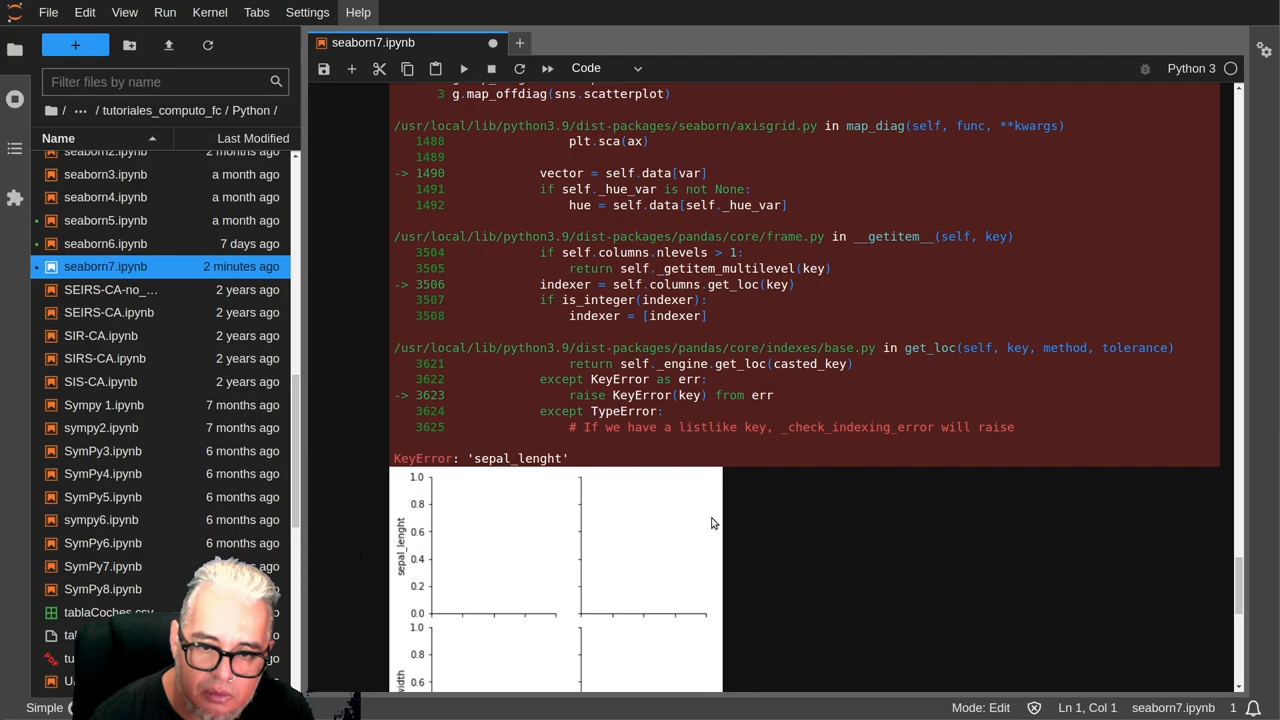 File Edit View Run Kernel Tabs Settings Help
seaborn7.ipynb
Code
Python 3
Filter files by name
/ ... / tutoriales_computo_fc / Python /
Name Last Modified
seaborn2.ipynb 2 months ago
seaborn3.ipynb a month ago
seaborn4.ipynb a month ago
seaborn5.ipynb a month ago
seaborn6.ipynb 7 days ago
seaborn7.ipynb 2 minutes ago
SEIRS-CA-no_... 2 years ago
SEIRS-CA.ipynb 2 years ago
SIR-CA.ipynb 2 years ago
SIRS-CA.ipynb 2 years ago
SIS-CA.ipynb 2 years ago
Sympy 1.ipynb 7 months ago
sympy2.ipynb 7 months ago
SymPy3.ipynb 6 months ago
SymPy4.ipynb 6 months ago
SymPy5.ipynb 6 months ago
sympy6.ipynb 6 months ago
SymPy6.ipynb 6 months ago
SymPy7.ipynb
SymPy8.ipynb
tablaCoches.csv
3 g.map_offdiag(sns.scatterplot)
/usr/local/lib/python3.9/dist-packages/seaborn/axisgrid.py in map_diag(self, func, **kwargs)
1488 plt.sca(ax)
1489
-> 1490 vector = self.data[var]
1491 if self._hue_var is not None:
1492 hue = self.data[self._hue_var]
/usr/local/lib/python3.9/dist-packages/pandas/core/frame.py in __getitem__(self, key)
3504 if self.columns.nlevels > 1:
3505 return self._getitem_multilevel(key)
-> 3506 indexer = self.columns.get_loc(key)
3507 if is_integer(indexer):
3508 indexer = [indexer]
/usr/local/lib/python3.9/dist-packages/pandas/core/indexes/base.py in get_loc(self, key, method, tolerance)
3621 return self._engine.get_loc(casted_key)
3622 except KeyError as err:
-> 3623 raise KeyError(key) from err
3624 except TypeError:
3625 # If we have a listlike key, _check_indexing_error will raise
KeyError: 'sepal_lenght'
1.0
0.8
0.6
0.4
0.2
0.0
sepal_lenght
1.0
0.8
0.6
width
Simple
Mode: Edit
Ln 1, Col 1
seaborn7.ipynb
1